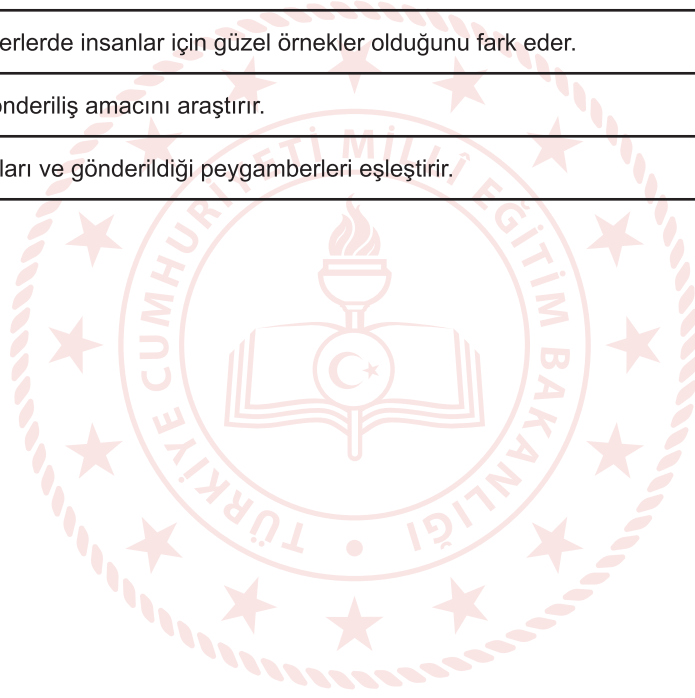 erlerde insanlar için güzel örnekler olduğunu fark eder.
önderiliş amacını araştırır.
ları ve gönderildiği peygamberleri eşleştirir.
TÜRKİYE CUMHURİYETİ MİLLÎ EĞİTİM BAKANLIĞI